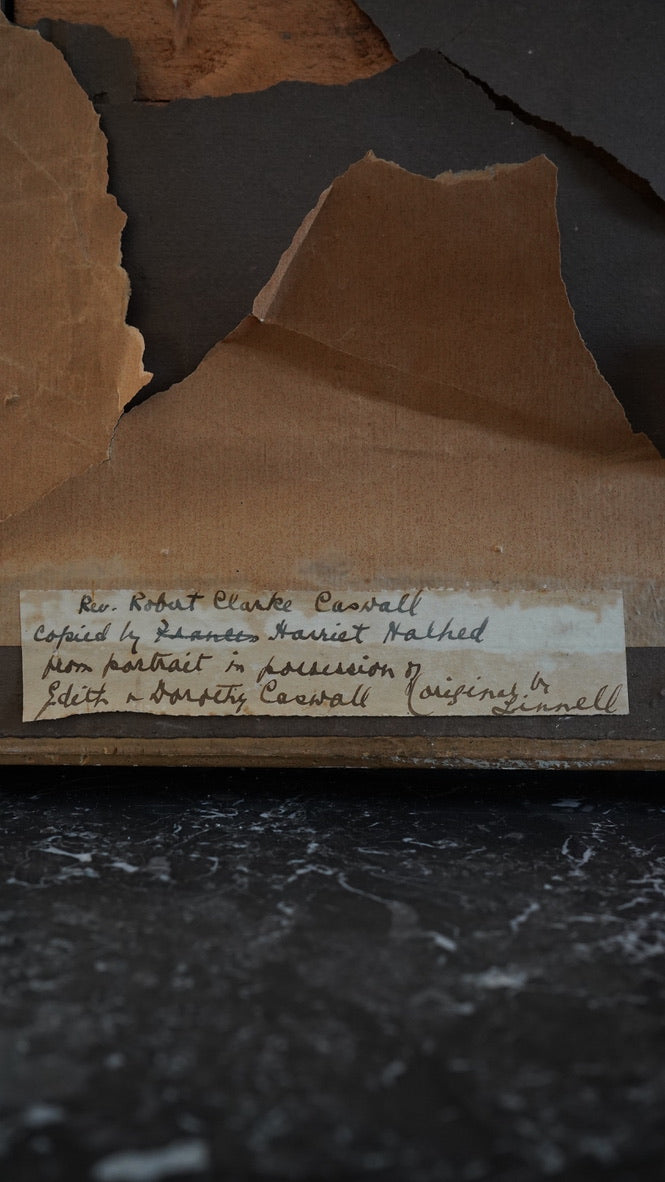 Rev. Robert Clarke Caswall
copied by Frances Harriet Halhed
from portrait in possession of
Edith & Dorothy Caswall (original by
Linnell